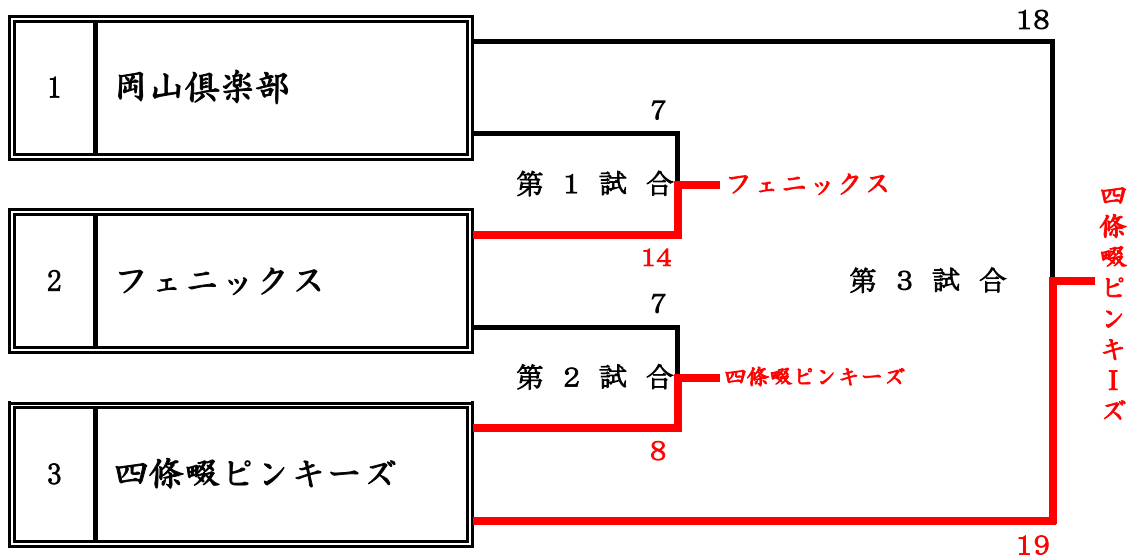 18
1 岡山倶楽部
7
第 1 試 合
フェニックス
14
2 フェニックス
7
第 2 試 合
四條畷ピンキーズ
8
3 四條畷ピンキーズ
第 3 試 合
四條畷ピンキーズ
19